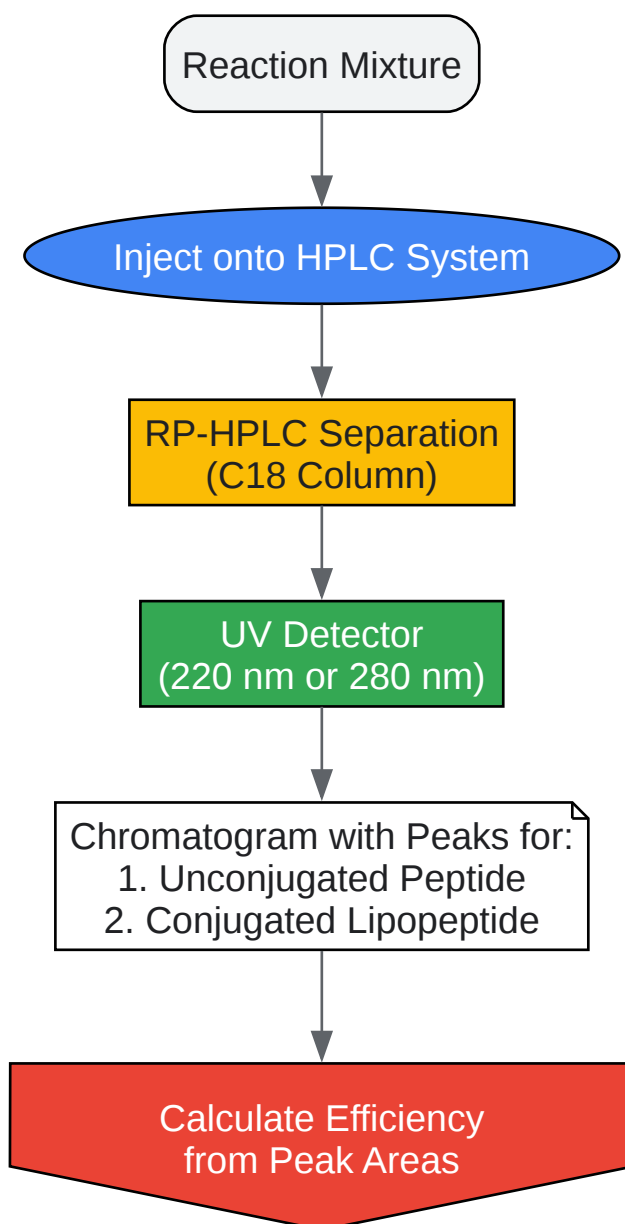 Reaction Mixture
Inject onto HPLC System
RP-HPLC Separation
(C18 Column)
UV Detector
(220 nm or 280 nm)
Chromatogram with Peaks for:
1. Unconjugated Peptide
2. Conjugated Lipopeptide
Calculate Efficiency
from Peak Areas